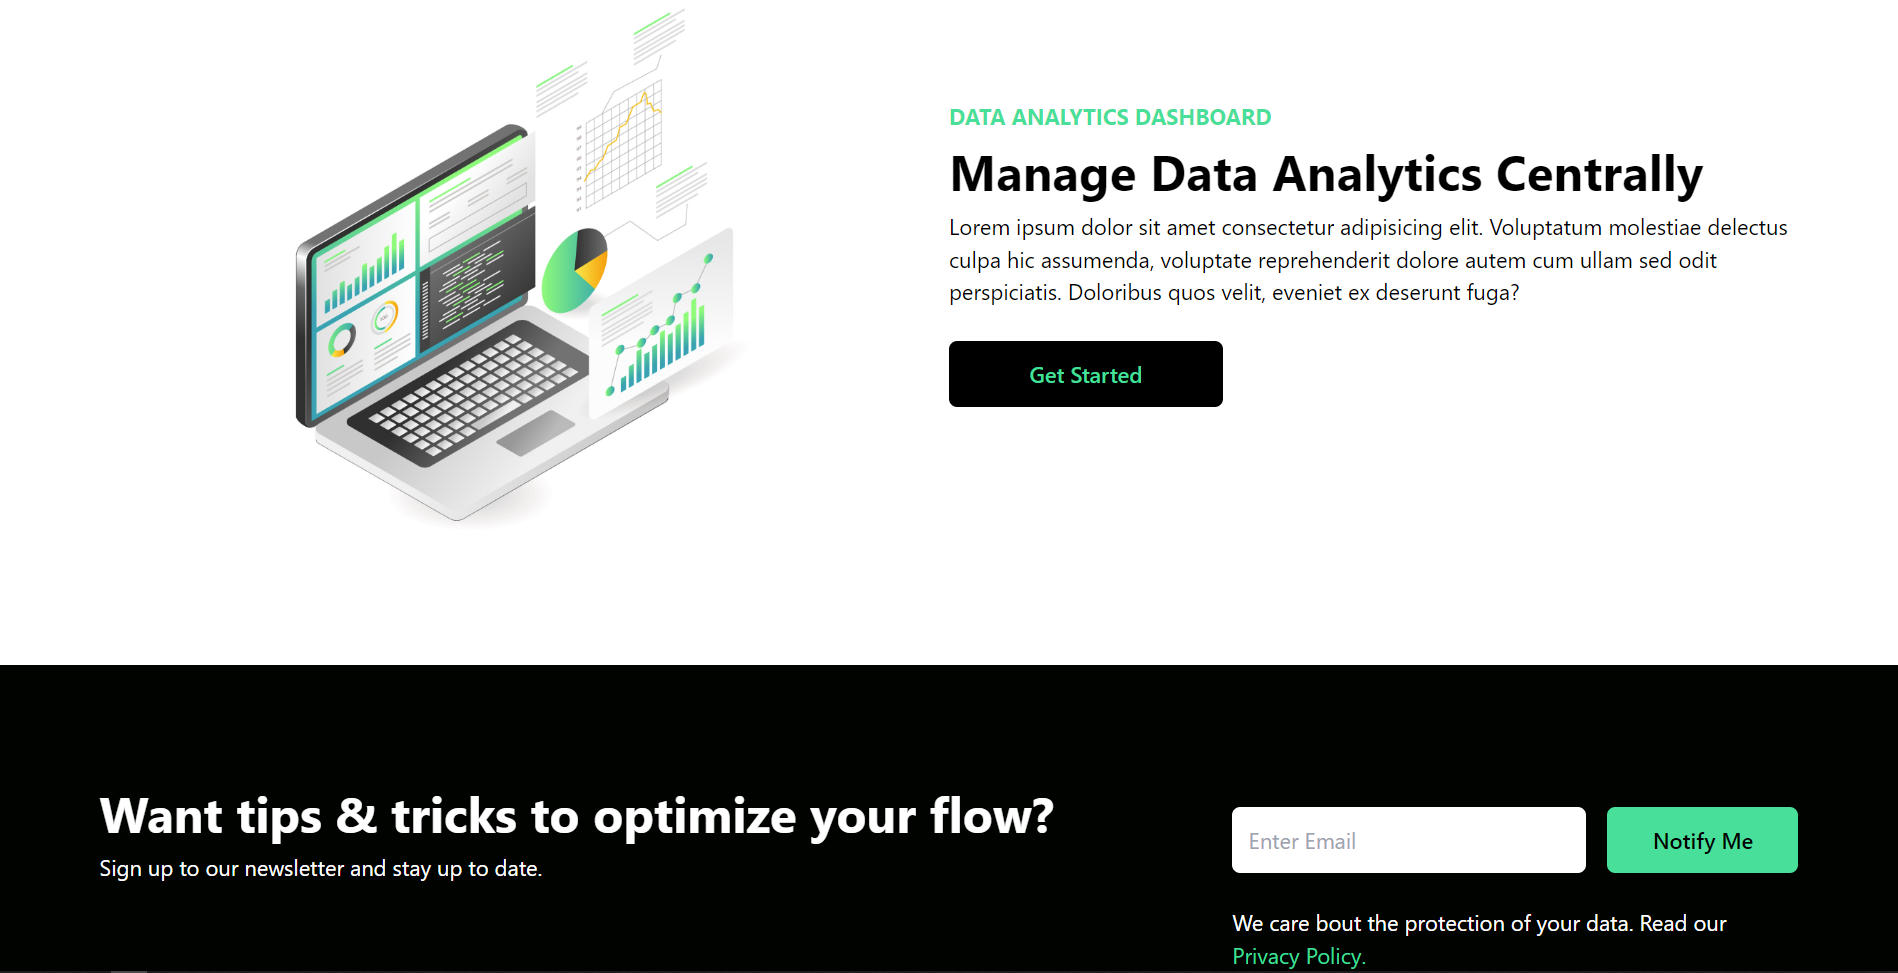 DATA ANALYTICS DASHBOARD
Manage Data Analytics Centrally
Lorem ipsum dolor sit amet consectetur adipisicing elit. Voluptatum molestiae delectus
culpa hic assumenda, voluptate reprehenderit dolore autem cum ullam sed odit
perspiciatis. Doloribus quos velit, eveniet ex deserunt fuga?
Get Started
Want tips & tricks to optimize your flow?
Sign up to our newsletter and stay up to date.
Enter Email
Notify Me
We care bout the protection of your data. Read our
Privacy Policy.